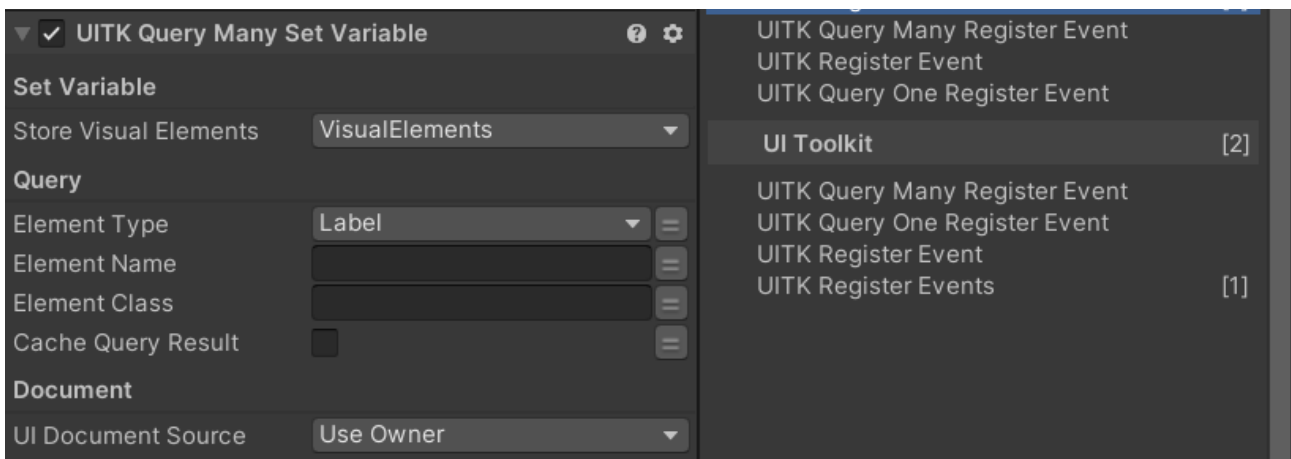 UITK Query Many Set Variable
Set Variable
Store Visual Elements VisualElements
Query
Element Type Label =
Element Name =
Element Class =
Cache Query Result =
Document
UI Document Source Use Owner
UITK Query Many Register Event
UITK Register Event
UITK Query One Register Event
UI Toolkit [2]
UITK Query Many Register Event
UITK Query One Register Event
UITK Register Event
UITK Register Events [1]